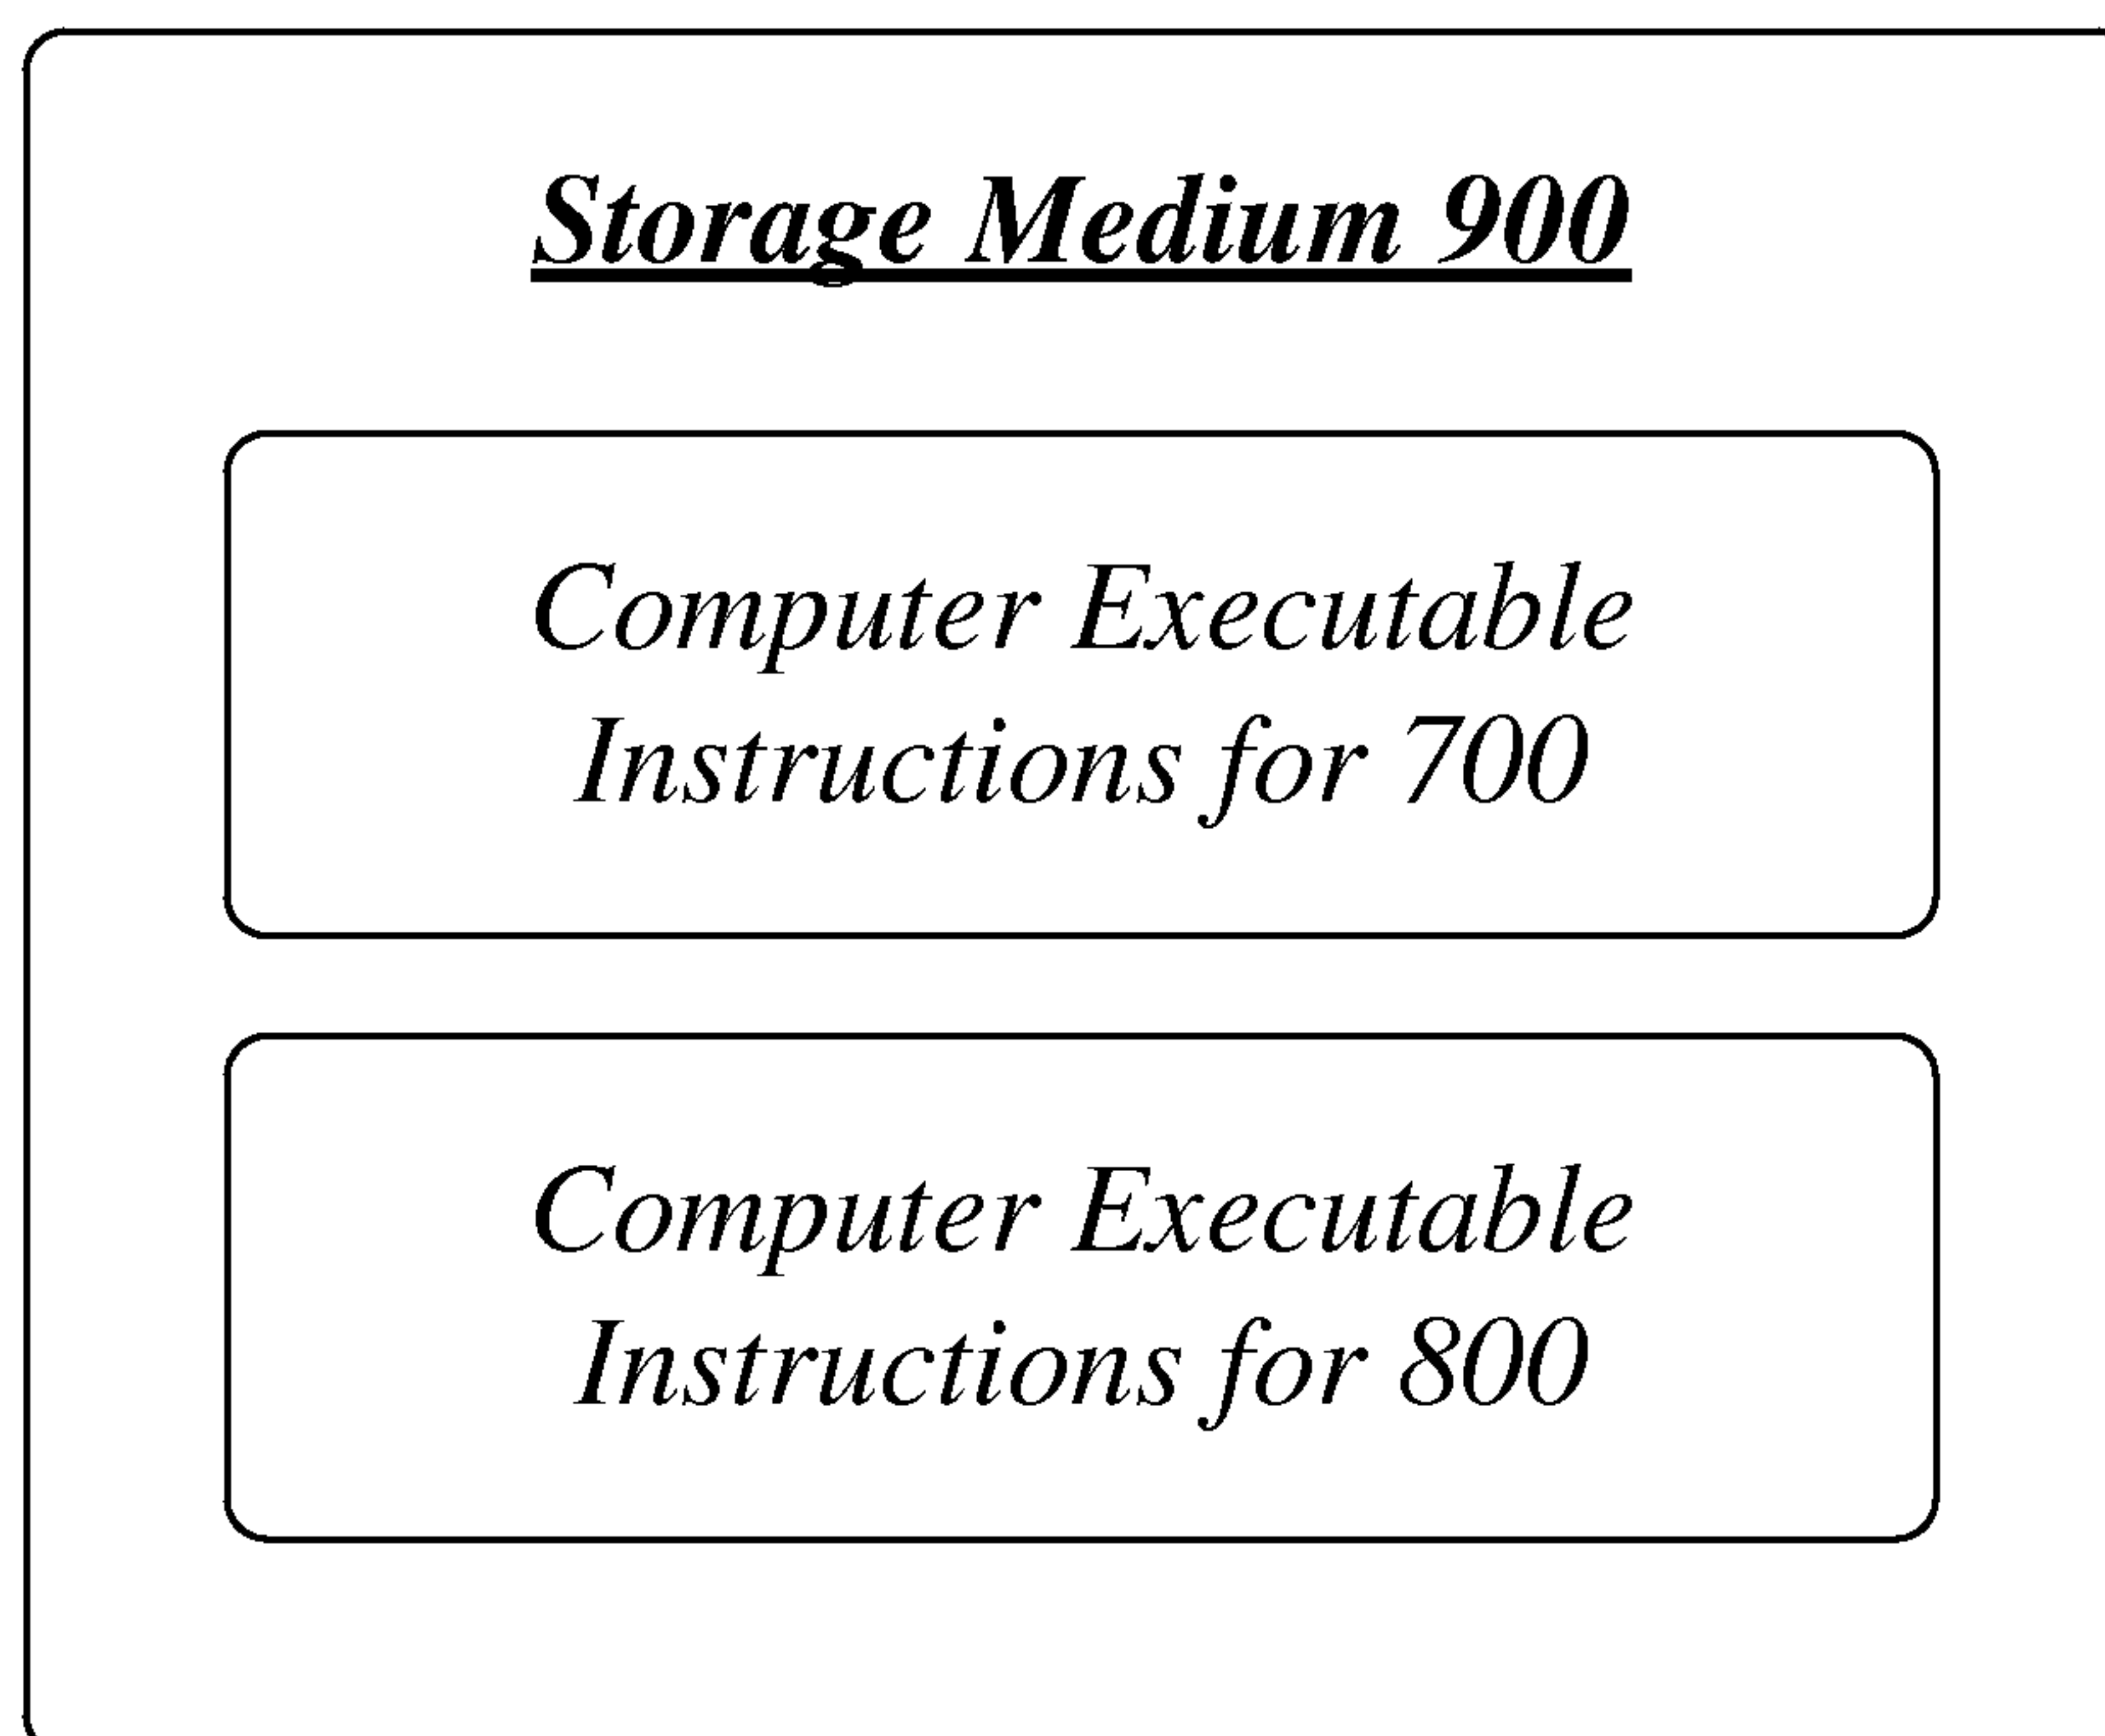 Storage Medium 900
Computer Executable
Instructions for 700
Computer Executable
Instructions for 800